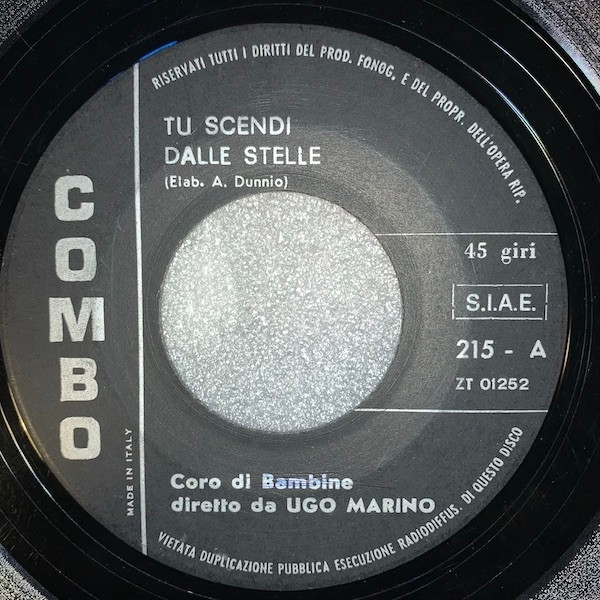 RISERVATI TUTTI I DIRITTI DEL PROD. FONOG. E DEL PROPR. DELL'OPERA RIP.
TU SCENDI
DALLE STELLE
(Elab. A. Dunnio)
COMBO
45 giri
S.I.A.E.
215 - A
ZT 01252
MADE IN ITALY
Coro di Bambine
diretto da UGO MARINO
VIETATA DUPLICAZIONE PUBBLICA ESECUZIONE RADIODIFFUS. DI QUESTO DISCO